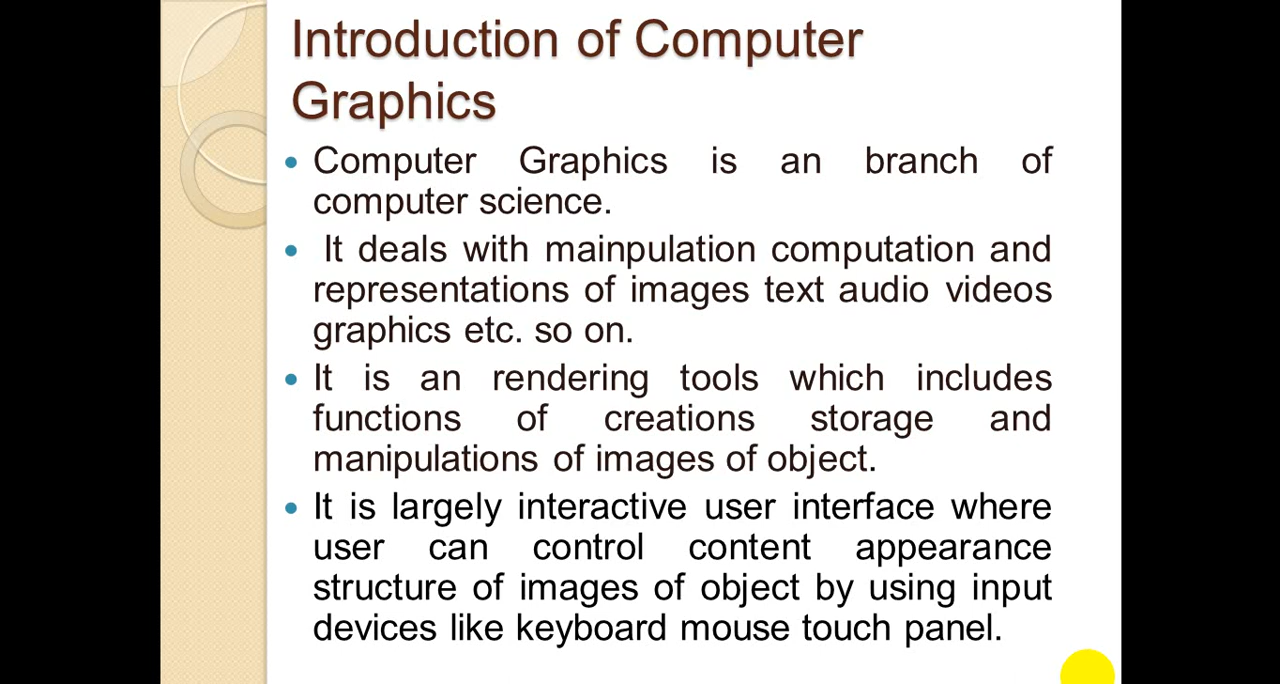 Introduction of Computer
Graphics
• Computer Graphics is an branch of
computer science.
• It deals with mainpulation computation and
representations of images text audio videos
graphics etc. so on.
• It is an rendering tools which includes
functions of creations storage and
manipulations of images of object.
• It is largely interactive user interface where
user can control content appearance
structure of images of object by using input
devices like keyboard mouse touch panel.